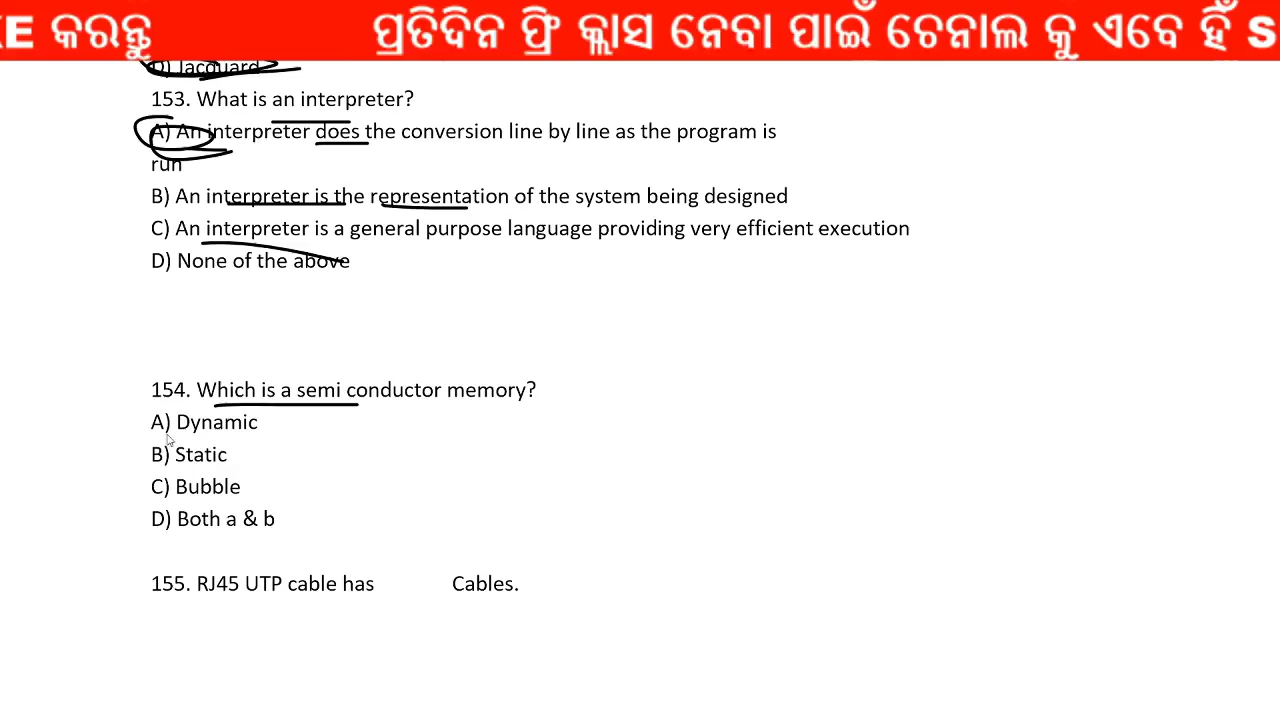 KE କରନ୍ତୁ ପ୍ରତିଦିନ ଫ୍ରି କ୍ଲାସ ନେବା ପାଇଁ ଚେନାଲ କୁ ଏବେ ହିଁ S
D) Jacquard
153. What is an interpreter?
A) An interpreter does the conversion line by line as the program is
run
B) An interpreter is the representation of the system being designed
C) An interpreter is a general purpose language providing very efficient execution
D) None of the above
154. Which is a semi conductor memory?
A) Dynamic
B) Static
C) Bubble
D) Both a & b
155. RJ45 UTP cable has Cables.